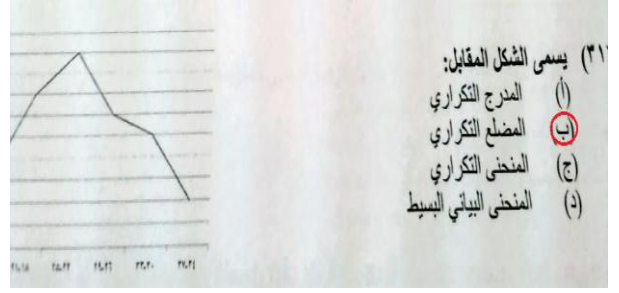 ٣١) يسمى الشكل المقابل:
(أ) المدرج التكراري
(ب) المضلع التكراري
(ج) المنحنى التكراري
(د) المنحنى البياني البسيط